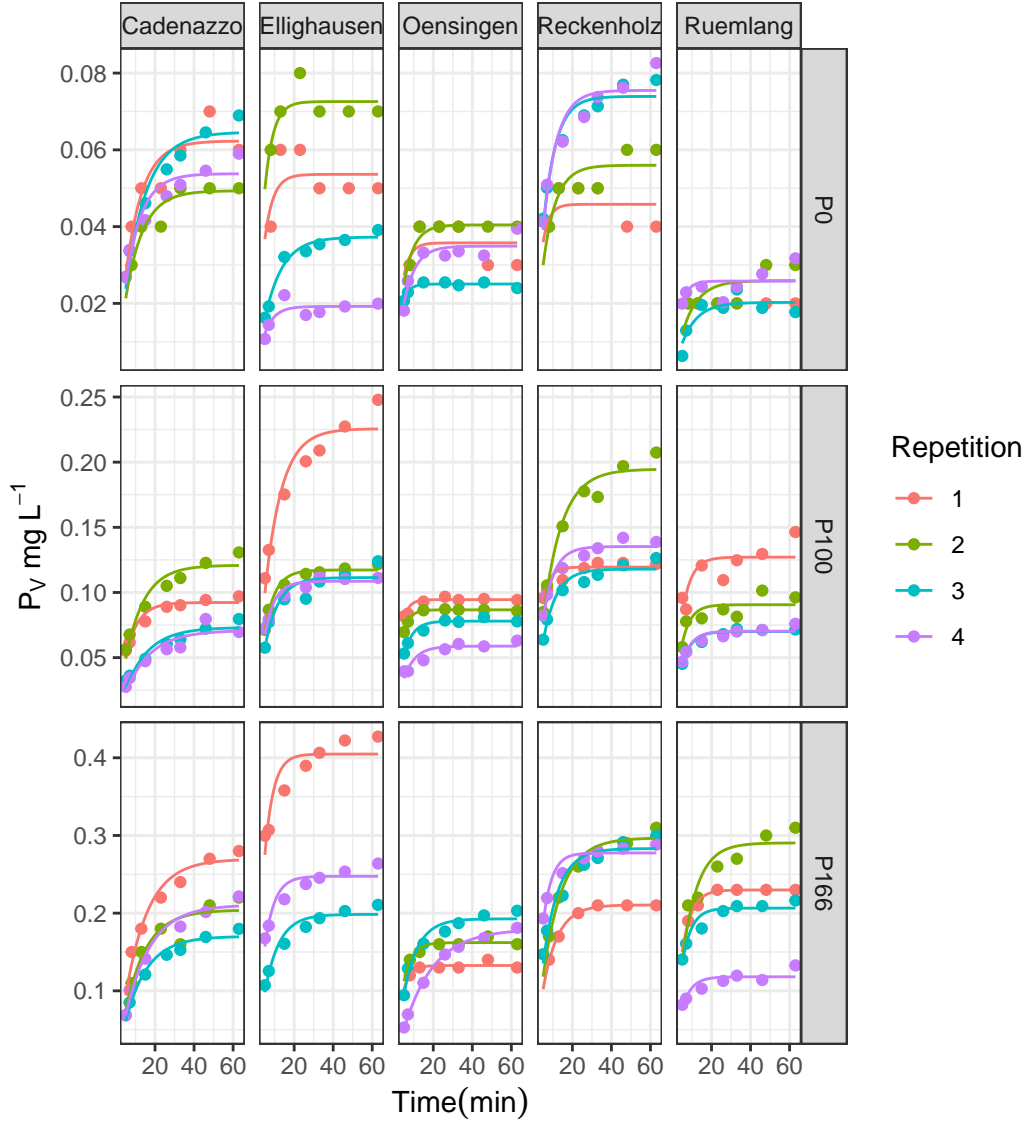 Cadenazzo Ellighausen Oensingen Reckenholz Ruemlang
0.08
0.06
0.04
0.02
P0
0.25
0.20
0.15
0.10
0.05
P100
0.4
0.3
0.2
0.1
P166
20 40 60 20 40 60 20 40 60 20 40 60 20 40 60
Time(min)
P_V mg L⁻¹
Repetition
1
2
3
4